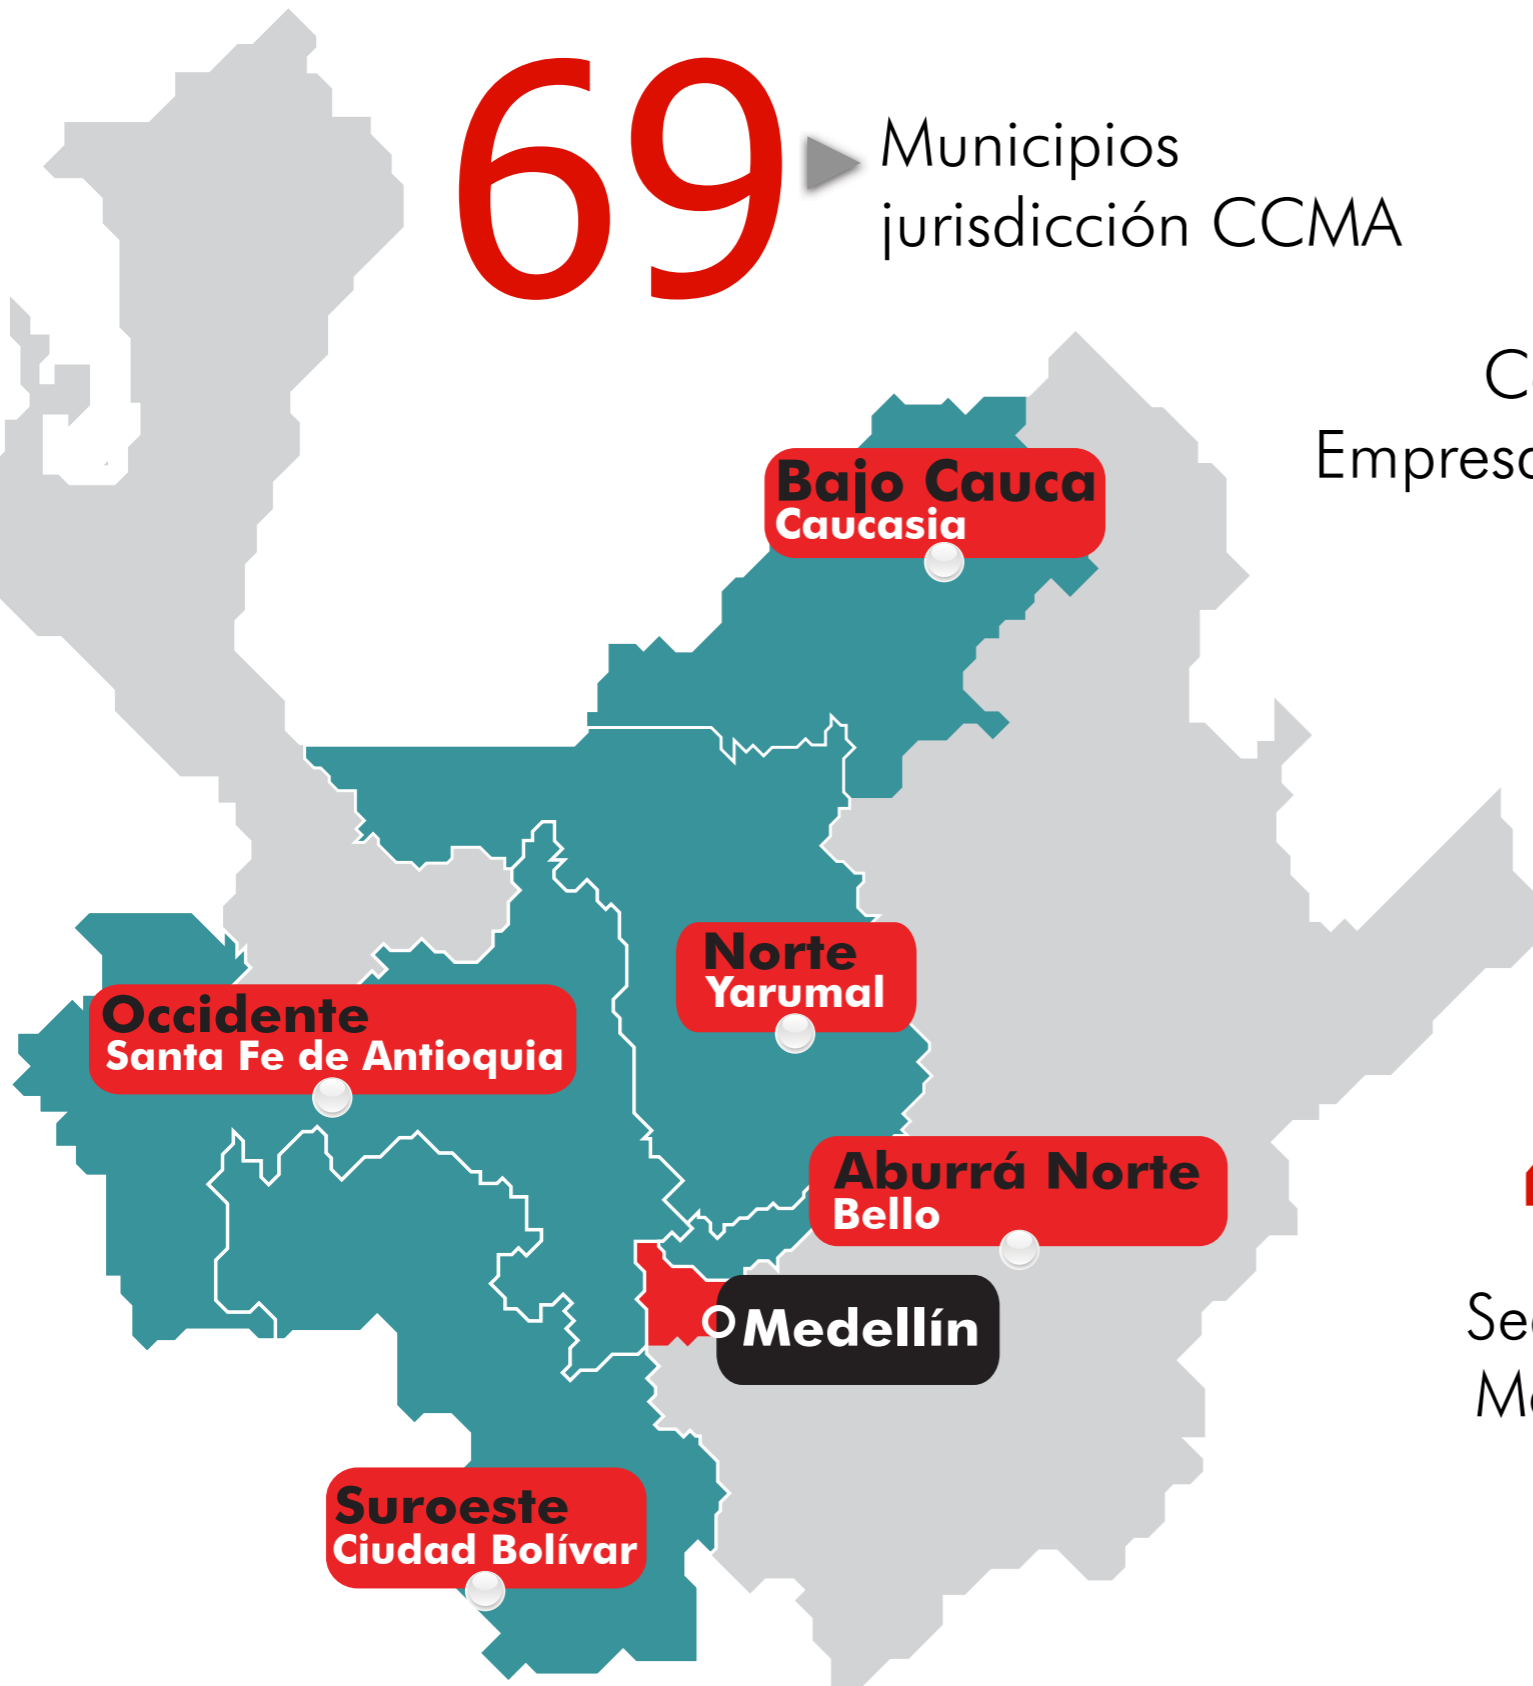 69
Municipios
jurisdicción CCMA
Bajo Cauca
Caucasia
Norte
Yarumal
Occidente
Santa Fe de Antioquia
Aburrá Norte
Bello
Medellín
Suroeste
Ciudad Bolívar